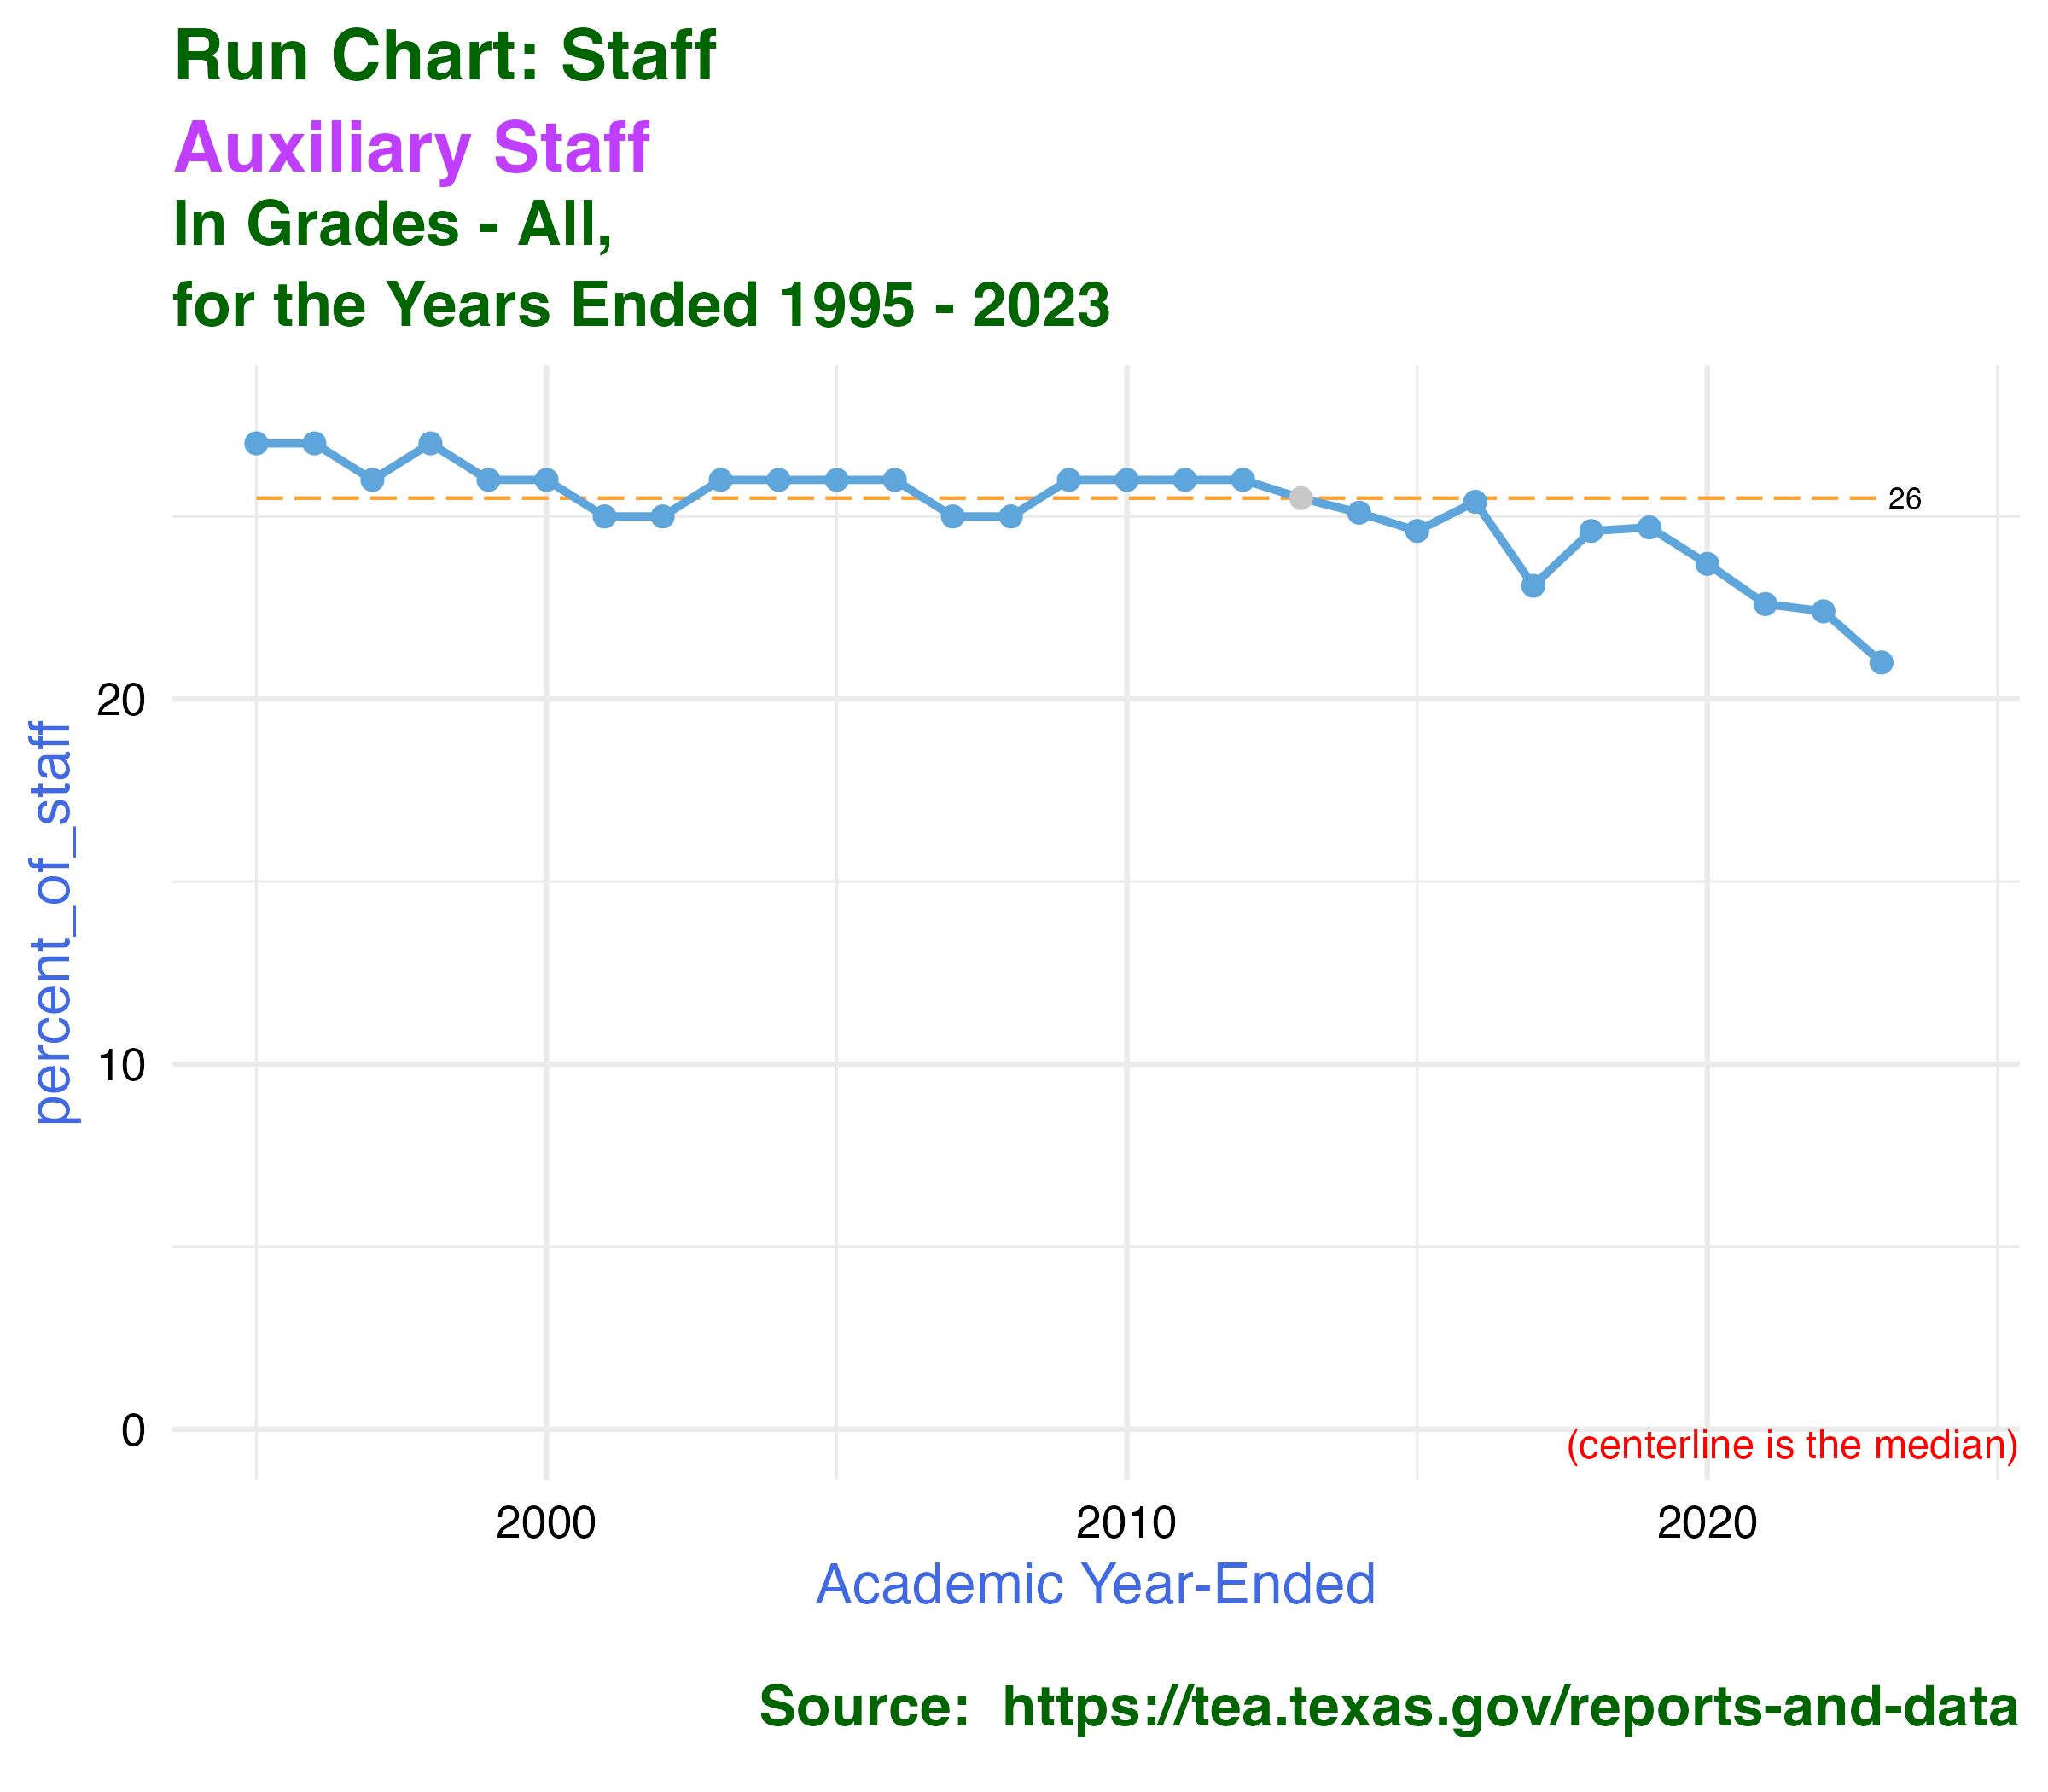 Run Chart: Staff
Auxiliary Staff
In Grades - All,
for the Years Ended 1995 - 2023
26
percent_of_staff
20
10
0
(centerline is the median)
2000 2010 2020
Academic Year-Ended
Source:  https://tea.texas.gov/reports-and-data